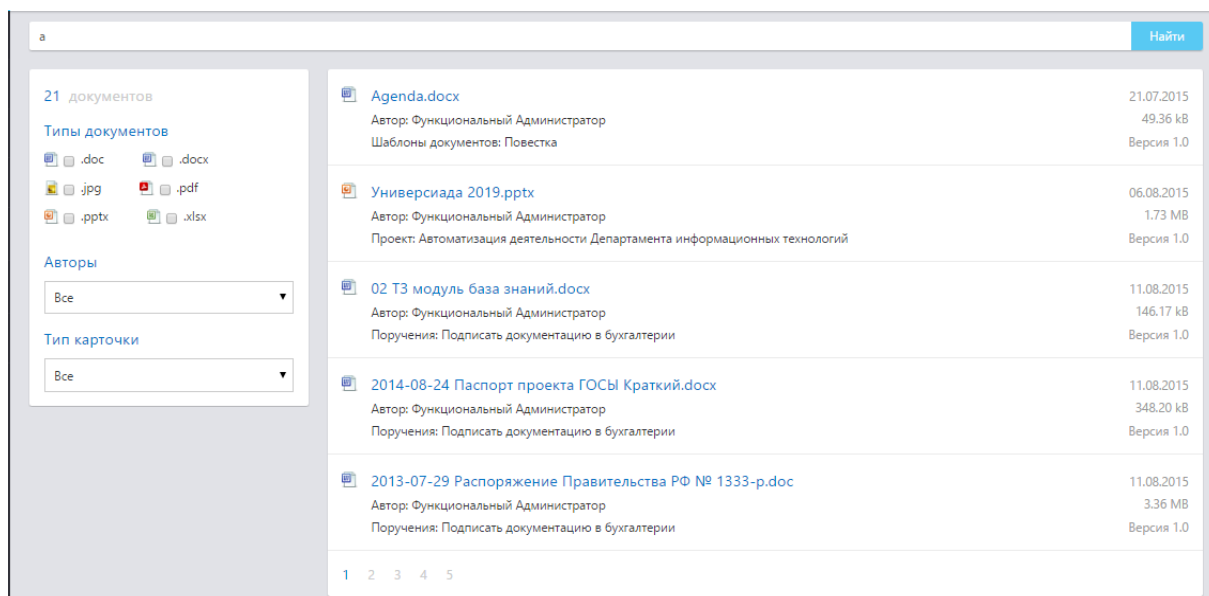 а
Найти
21 документов
Типы документов
.doc .docx
.jpg .pdf
.pptx .xlsx
Авторы
Все
Тип карточки
Все
Agenda.docx 21.07.2015
Автор: Функциональный Администратор 49.36 kB
Шаблоны документов: Повестка Версия 1.0
Универсиада 2019.pptx 06.08.2015
Автор: Функциональный Администратор 1.73 MB
Проект: Автоматизация деятельности Департамента информационных технологий Версия 1.0
02 ТЗ модуль база знаний.docx 11.08.2015
Автор: Функциональный Администратор 146.17 kB
Поручения: Подписать документацию в бухгалтерии Версия 1.0
2014-08-24 Паспорт проекта ГОСЫ Краткий.docx 11.08.2015
Автор: Функциональный Администратор 348.20 kB
Поручения: Подписать документацию в бухгалтерии Версия 1.0
2013-07-29 Распоряжение Правительства РФ № 1333-р.doc 11.08.2015
Автор: Функциональный Администратор 3.36 MB
Поручения: Подписать документацию в бухгалтерии Версия 1.0
1 2 3 4 5